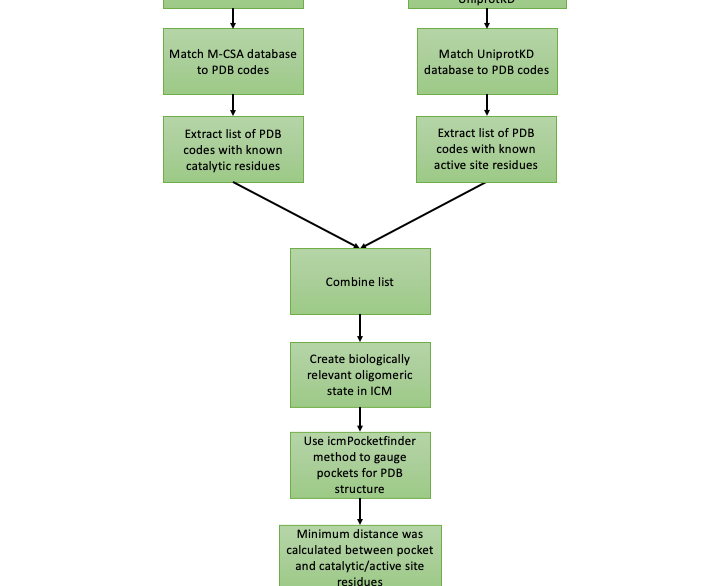 UniprotKD
Match M-CSA database
to PDB codes
Match UniprotKD
database to PDB codes
Extract list of PDB
codes with known
catalytic residues
Extract list of PDB
codes with known
active site residues
Combine list
Create biologically
relevant oligomeric
state in ICM
Use icmPocketfinder
method to gauge
pockets for PDB
structure
Minimum distance was
calculated between pocket
and catalytic/active site
residues